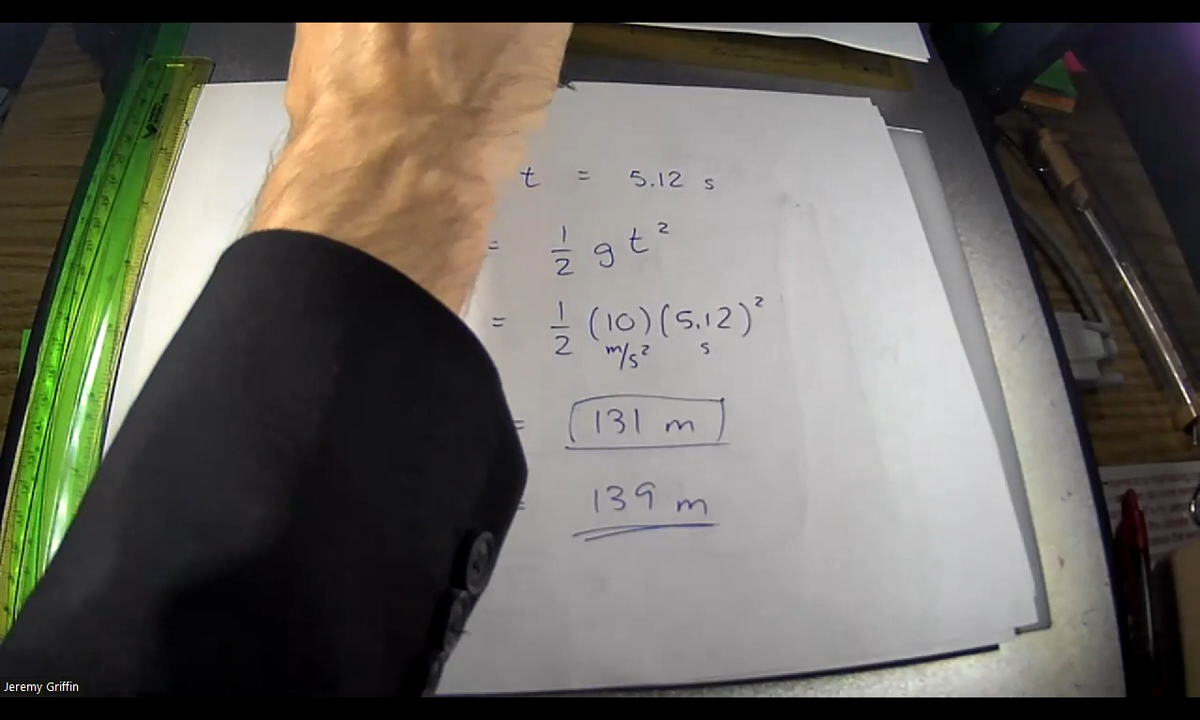 t = 5.12 s
= 1/2 g t²
= 1/2 (10)(5.12)²
m/s² s
= 131 m
= 139 m
Jeremy Griffin